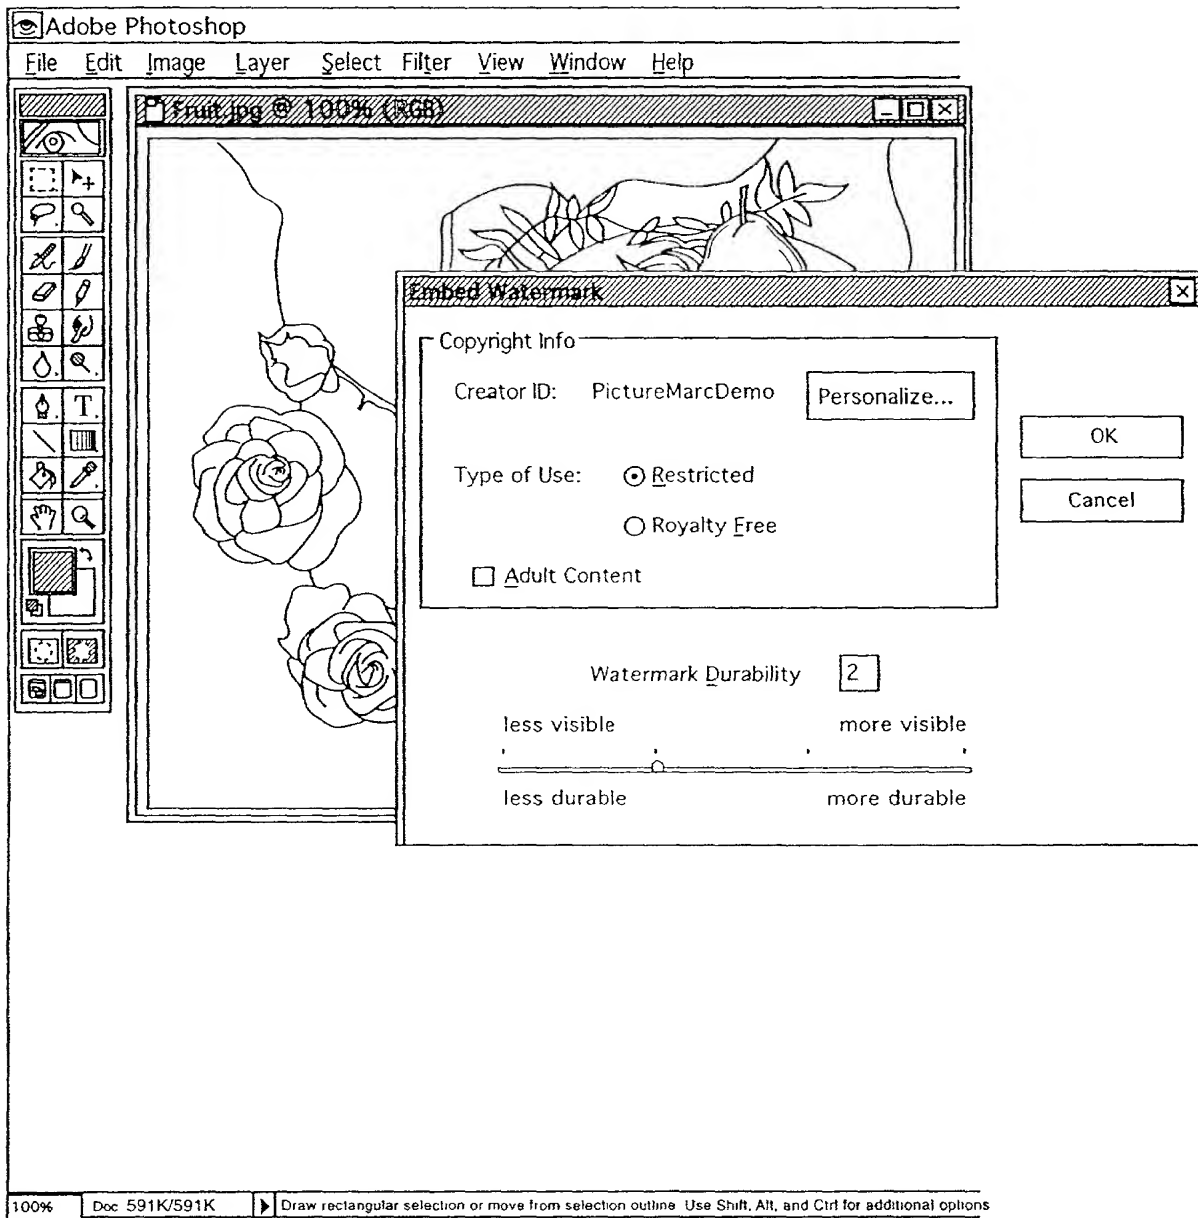 Adobe Photoshop
File Edit Image Layer Select Filter View Window Help
Fruit.jpg @ 100% (RGB)
Embed Watermark
Copyright Info
Creator ID: PictureMarcDemo Personalize...
OK
Type of Use: Restricted
Cancel
Royalty Free
Adult Content
Watermark Durability 2
less visible more visible
less durable more durable
T
100% Doc 591K/591K Draw rectangular selection or move from selection outline Use Shift, Alt, and Ctrl for additional options